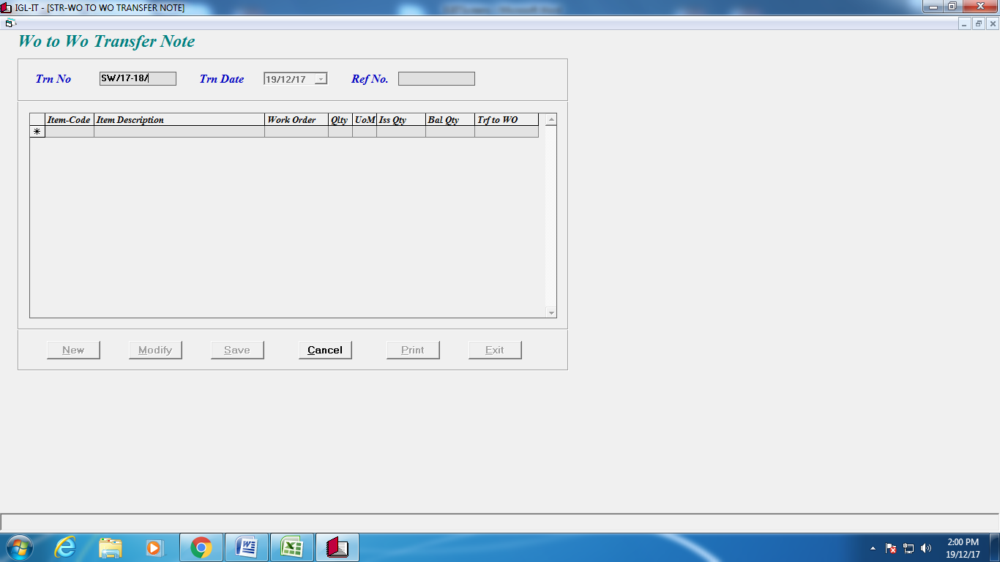 IGL-IT - [STR-WO TO WO TRANSFER NOTE]
Wo to Wo Transfer Note
Trn No SW/17-18/ Trn Date 19/12/17 Ref No.
Item-Code Item Description Work Order Qlty UoM Iss Qty Bal Qty Trf to WO
New Modify Save Cancel Print Exit
2:00 PM
19/12/17